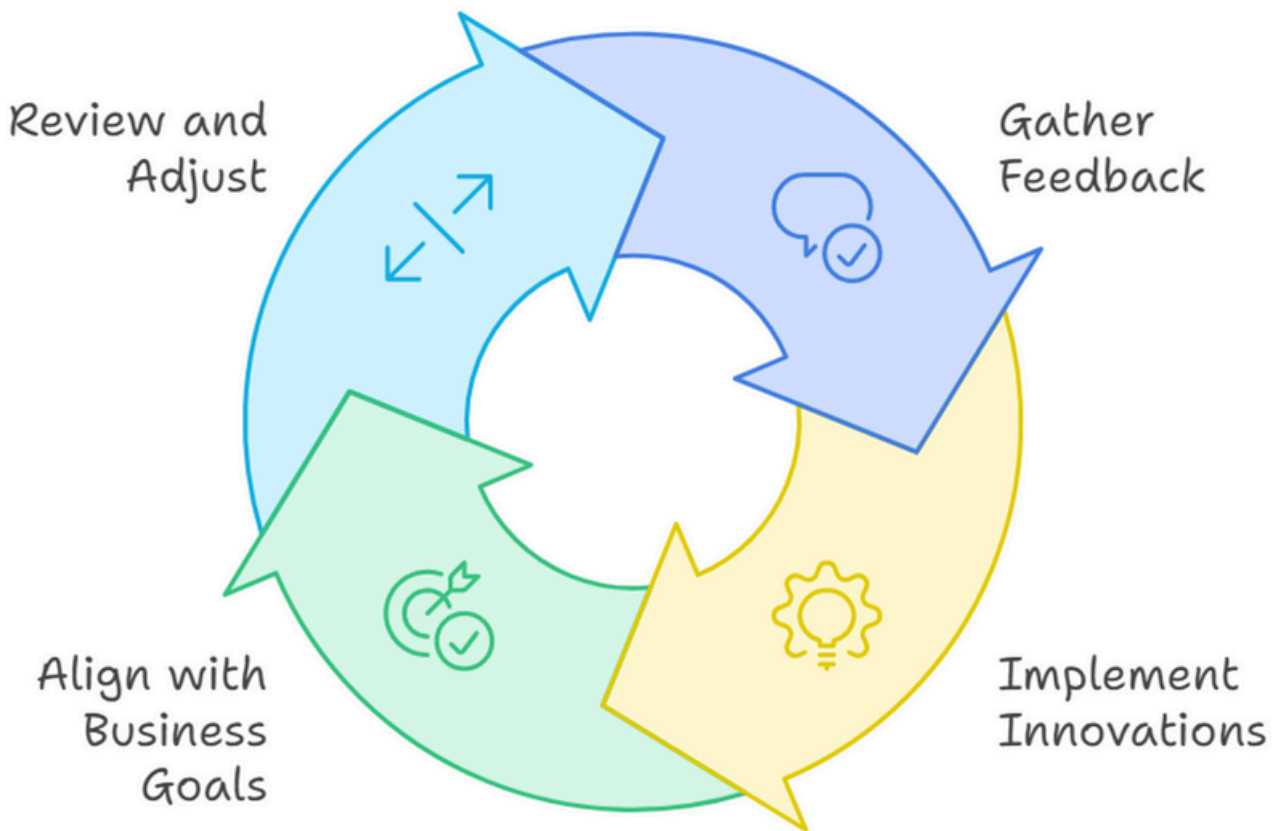 Review and
Adjust
Gather
Feedback
Align with
Business
Goals
Implement
Innovations